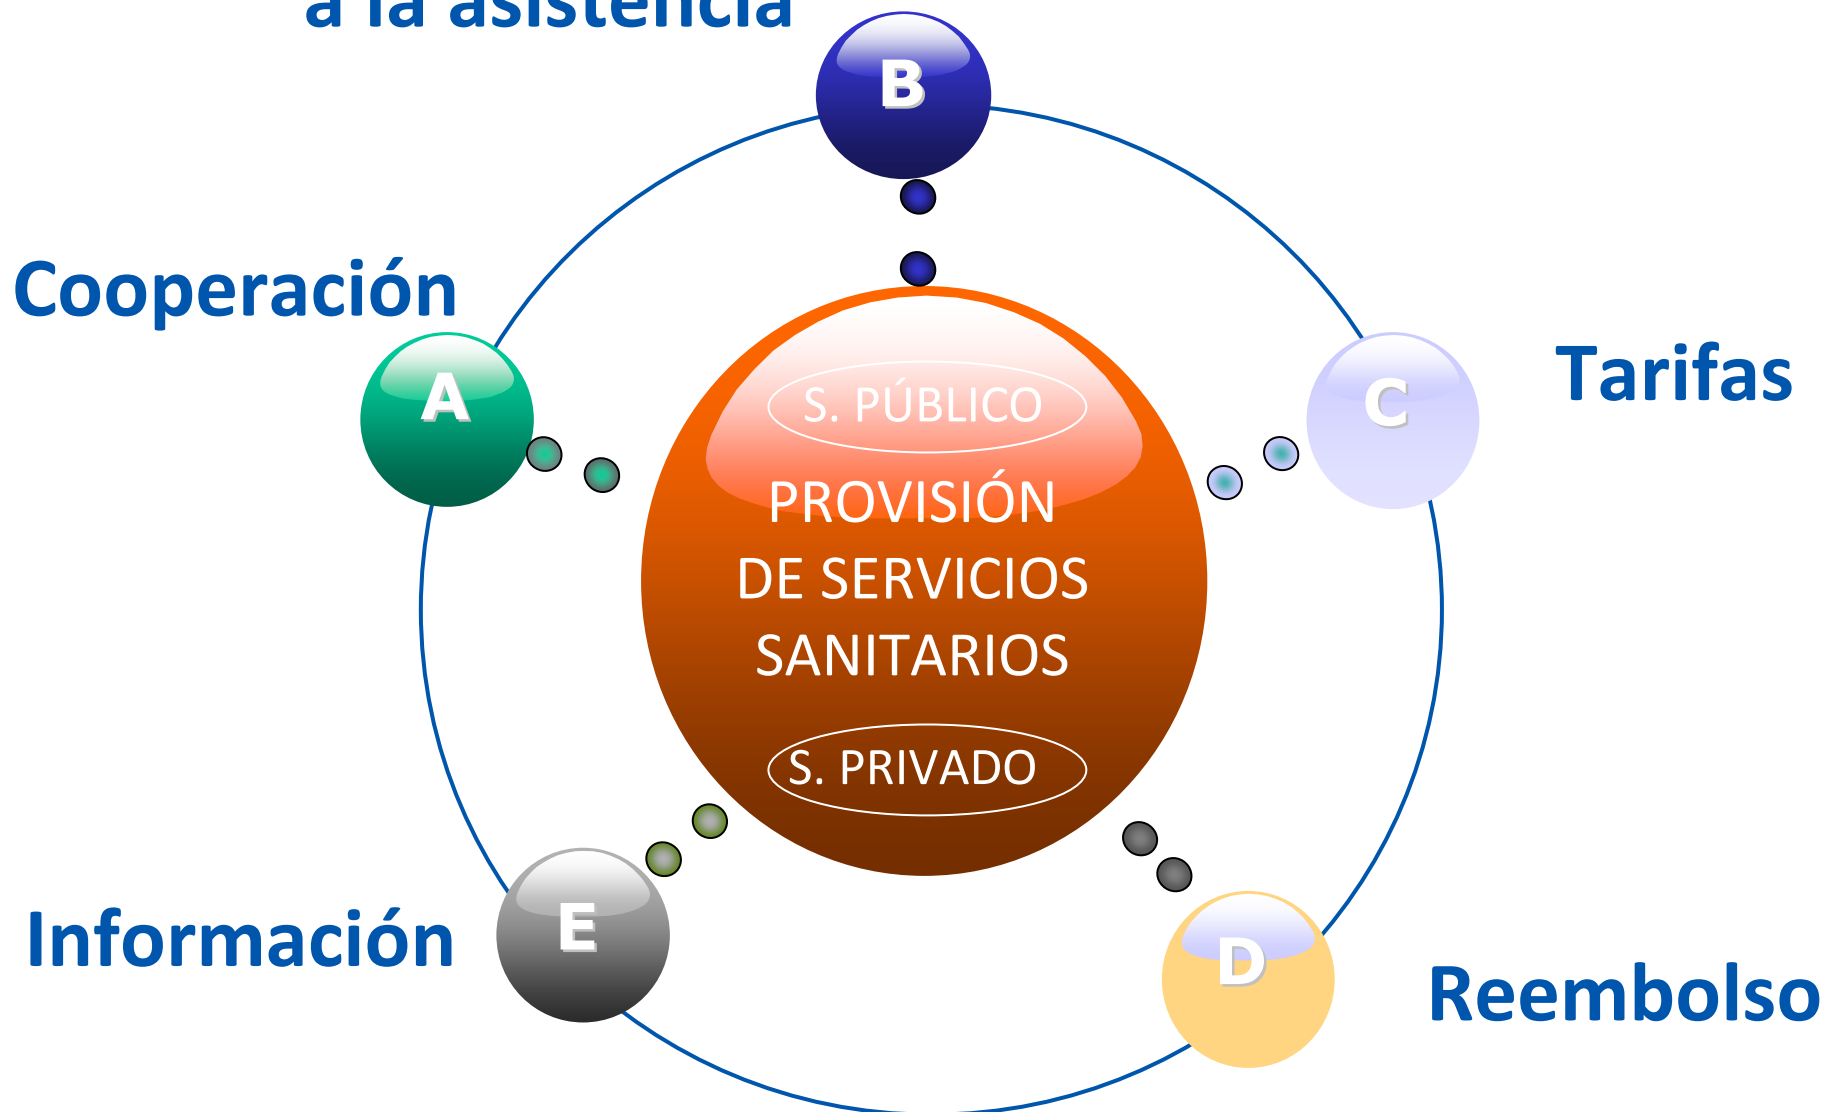 a la asistencia
B
Cooperación
A
C
Tarifas
S. PÚBLICO
PROVISIÓN
DE SERVICIOS
SANITARIOS
S. PRIVADO
E
Información
D
Reembolso